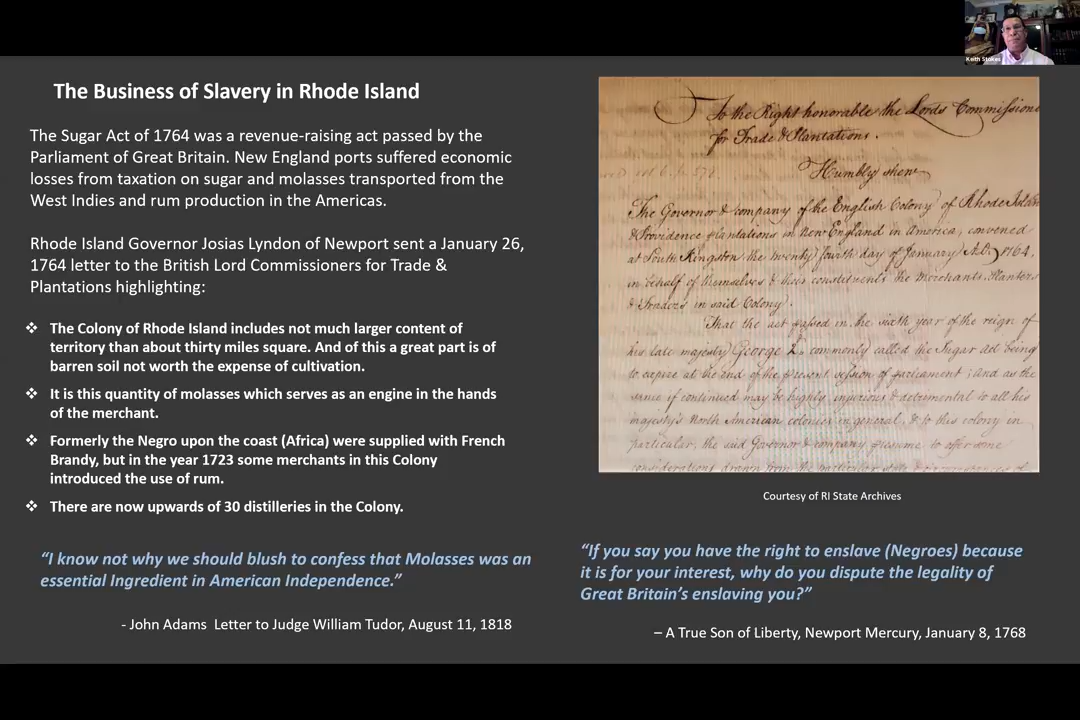 Keith Stokes
The Business of Slavery in Rhode Island
The Sugar Act of 1764 was a revenue-raising act passed by the
Parliament of Great Britain. New England ports suffered economic
losses from taxation on sugar and molasses transported from the
West Indies and rum production in the Americas.
Rhode Island Governor Josias Lyndon of Newport sent a January 26,
1764 letter to the British Lord Commissioners for Trade &
Plantations highlighting:
❖ The Colony of Rhode Island includes not much larger content of
territory than about thirty miles square. And of this a great part is of
barren soil not worth the expense of cultivation.
❖ It is this quantity of molasses which serves as an engine in the hands
of the merchant.
❖ Formerly the Negro upon the coast (Africa) were supplied with French
Brandy, but in the year 1723 some merchants in this Colony
introduced the use of rum.
❖ There are now upwards of 30 distilleries in the Colony.
“I know not why we should blush to confess that Molasses was an
essential Ingredient in American Independence.”
- John Adams Letter to Judge William Tudor, August 11, 1818
To the Right honorable the Lords Commissione
for Trade & Plantations.
Humbly shew
The Governor & company of the English Colony of Rhode Island
& Providence plantations in New England in America, convened
at South Kingston the twenty fourth day of January A.D. 1764,
in behalf of themselves & their constituents the Merchants, Planters
& Traders in said Colony.
That the act passed in the sixth year of the reign of
his late majesty George commonly called the Sugar Act being
to expire at the end of the present session of parliament; And as the
same if continued may be highly injurious & detrimental to all his
majesty's North American colonies in general, & to this colony in
particular, the said Governor & company presume to offer some
considerations drawn from the particular state &
Courtesy of RI State Archives
“If you say you have the right to enslave (Negroes) because
it is for your interest, why do you dispute the legality of
Great Britain’s enslaving you?”
– A True Son of Liberty, Newport Mercury, January 8, 1768